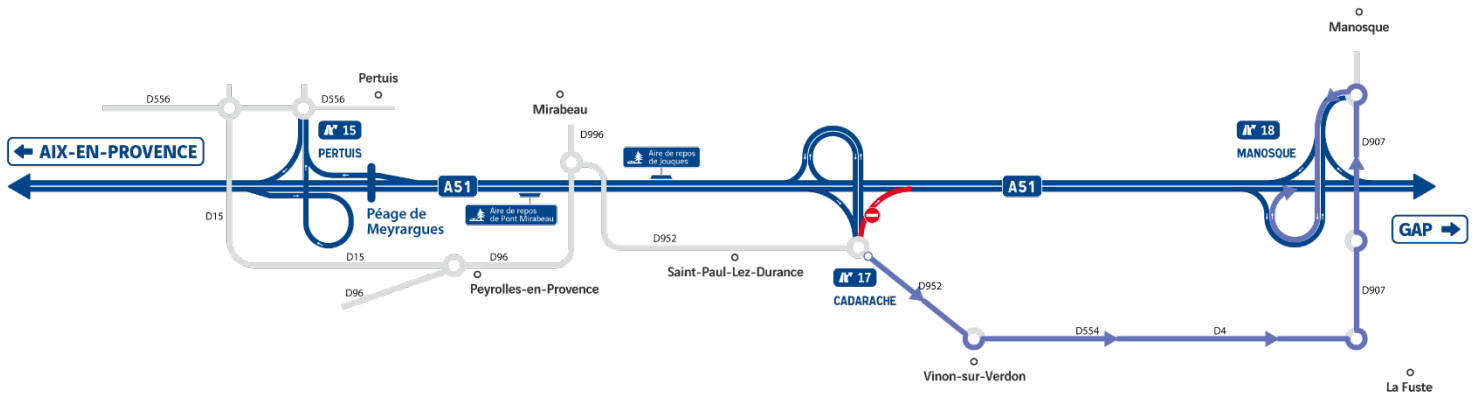 Manosque
Pertuis
Mirabeau
D556
D556
15
PERTUIS
D996
18
MANOSQUE
D907
AIX-EN-PROVENCE
Aire de repos
de Jouques
A51
A51
Aire de repos
de Pont Mirabeau
Péage de
Meyrargues
D15
GAP
D952
D15
D96
Saint-Paul-Lez-Durance
17
CADARACHE
D952
D907
D96
Peyrolles-en-Provence
D554
D4
Vinon-sur-Verdon
La Fuste